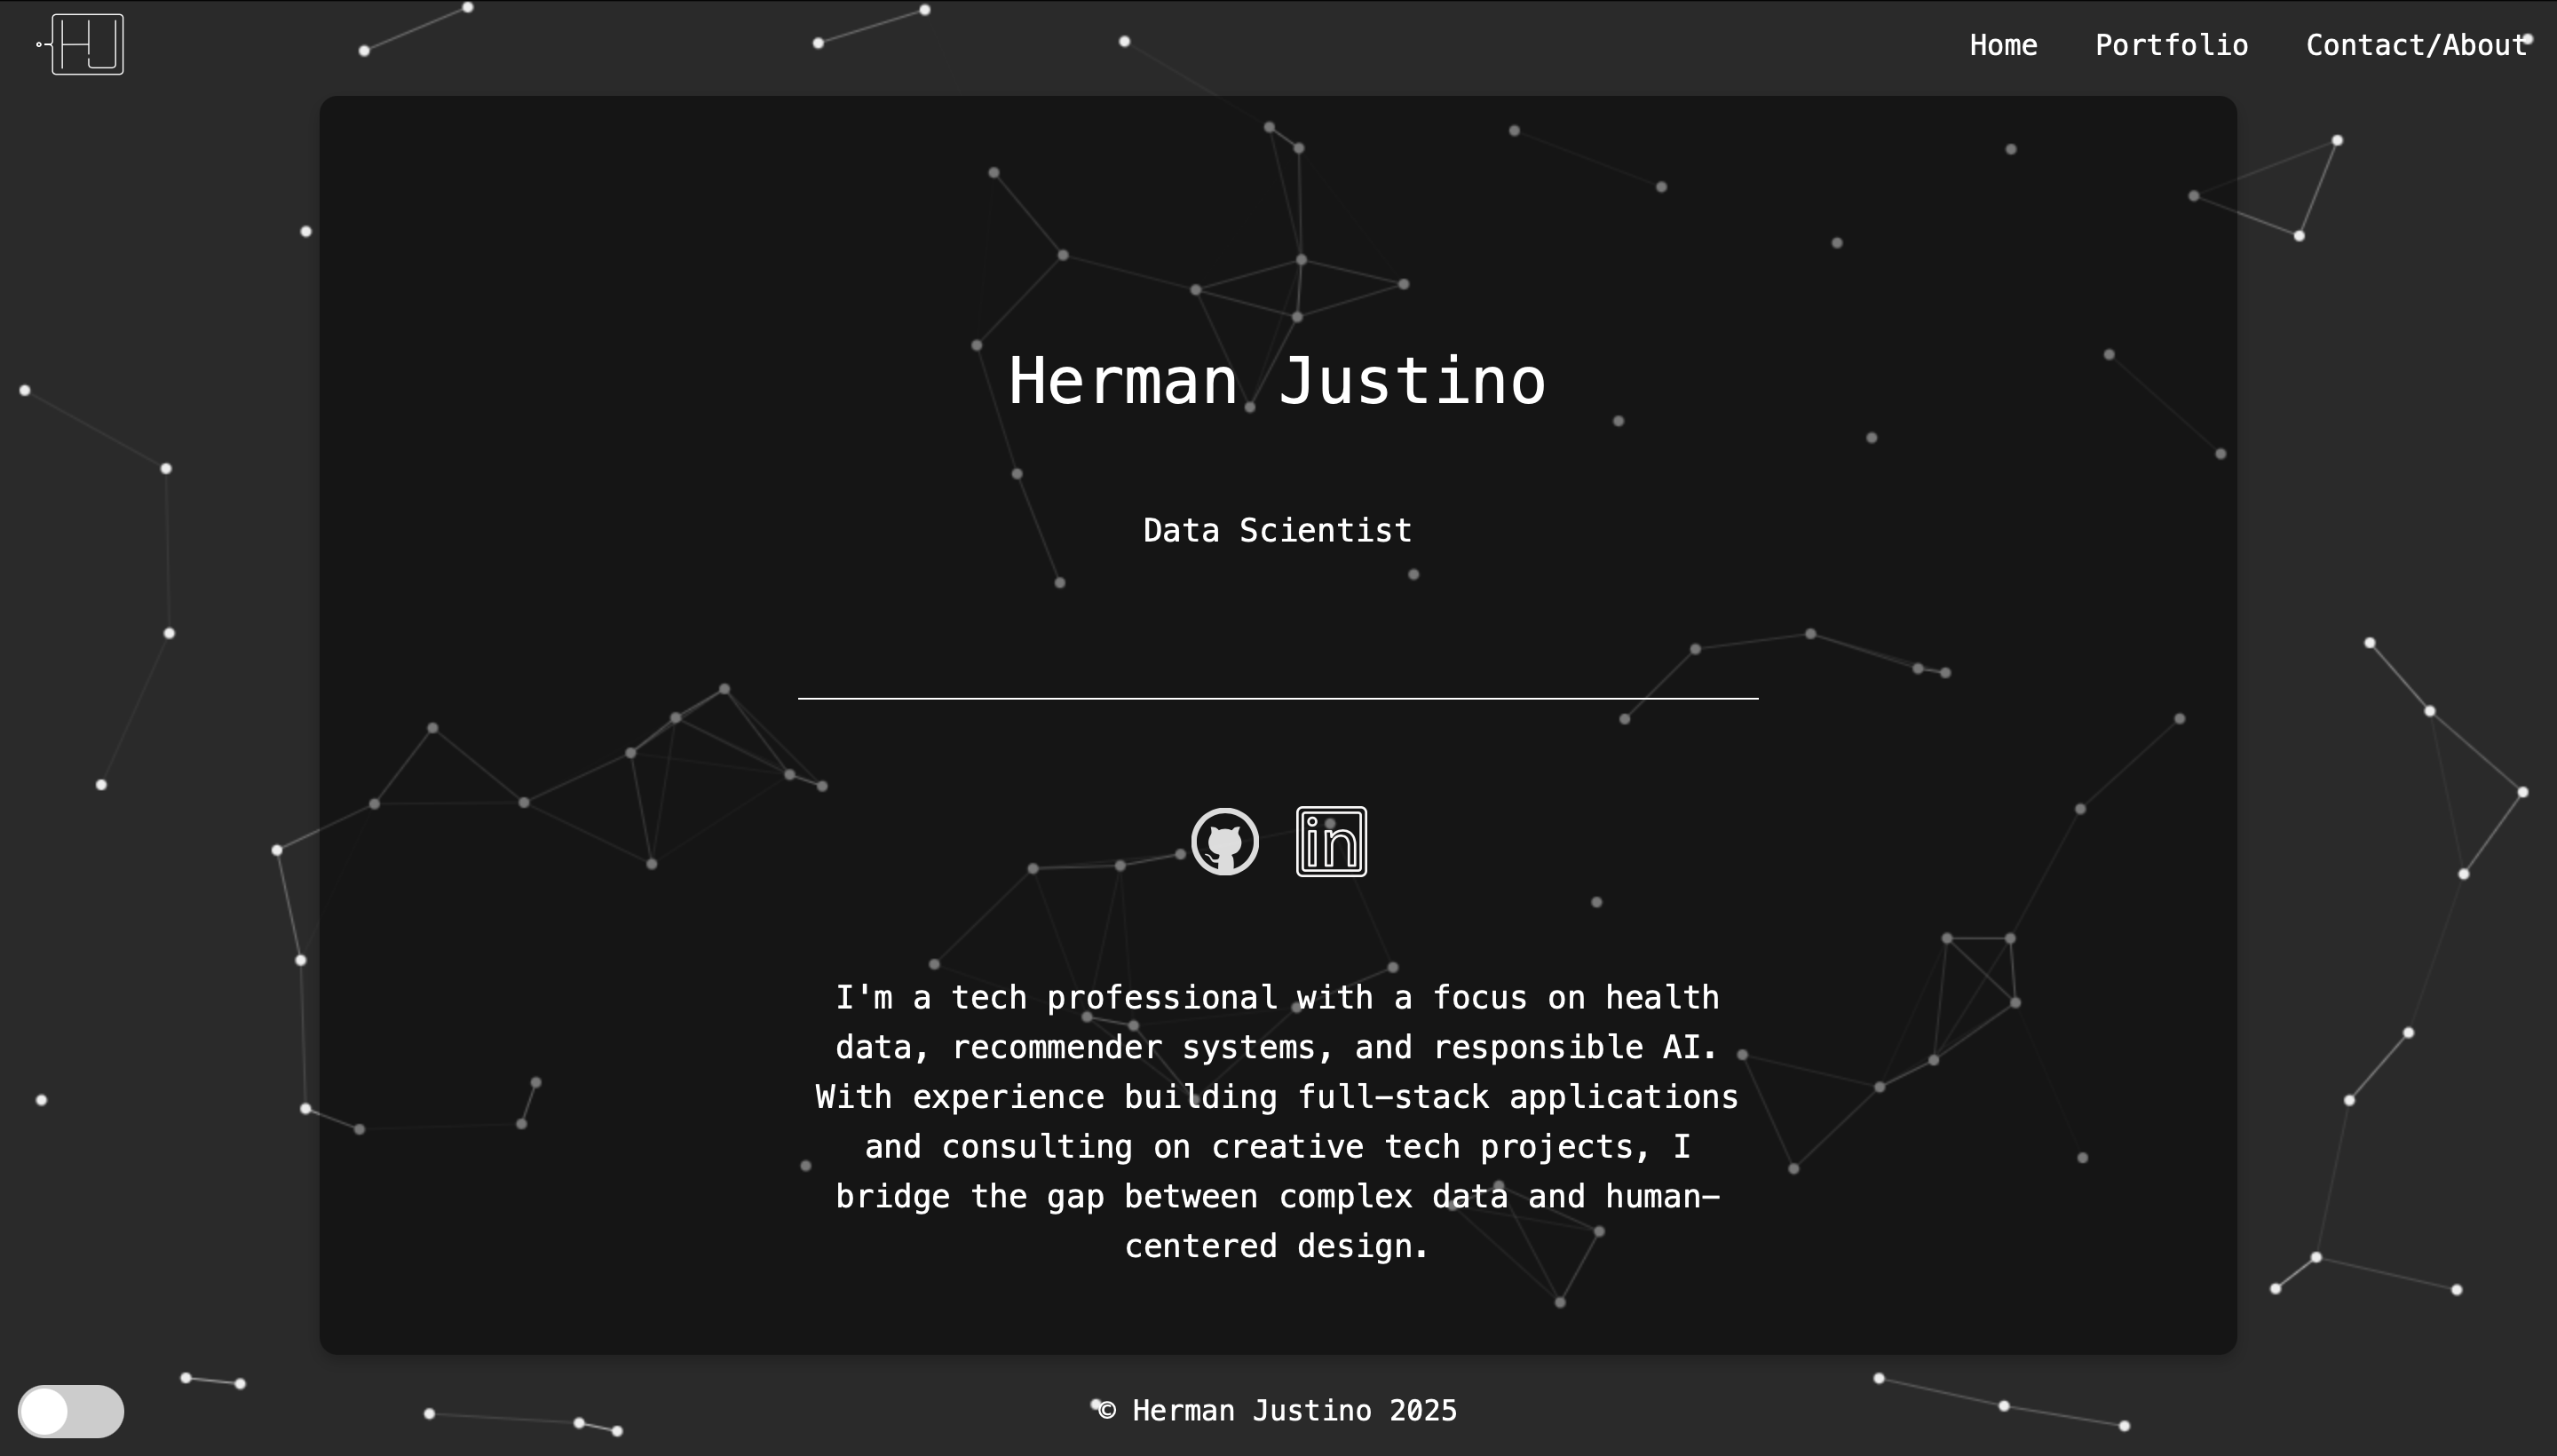 HJ
Home Portfolio Contact/About
Herman Justino
Data Scientist
in
I'm a tech professional with a focus on health
data, recommender systems, and responsible AI.
With experience building full-stack applications
and consulting on creative tech projects, I
bridge the gap between complex data and human-
centered design.
© Herman Justino 2025